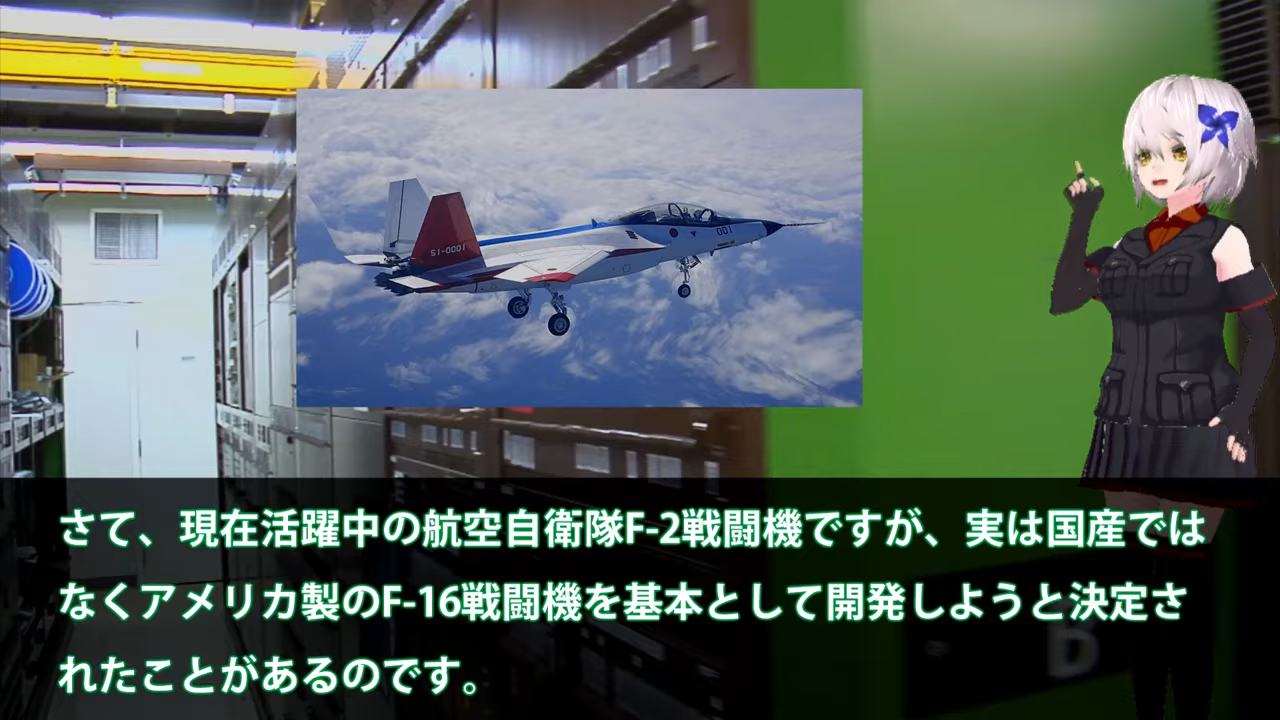 001
51-0001
さて、現在活躍中の航空自衛隊F-2戦闘機ですが、実は国産では
なくアメリカ製のF-16戦闘機を基本として開発しようと決定さ
れたことがあるのです。